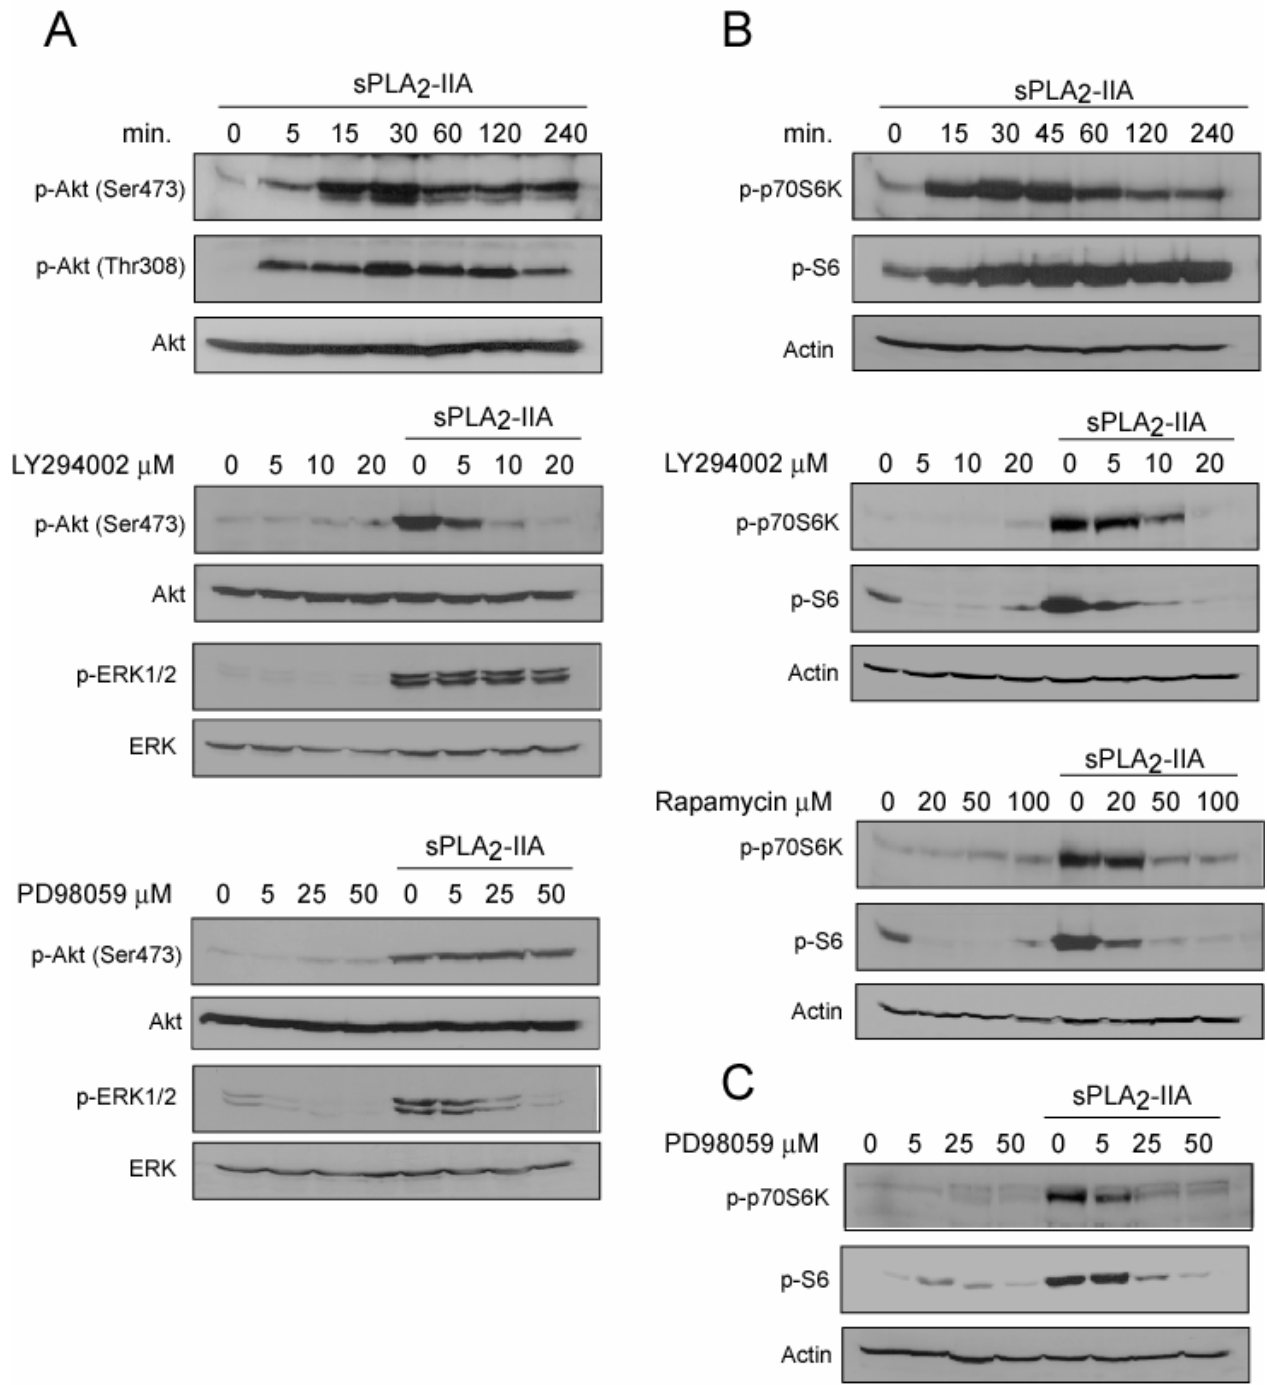 A
sPLA2-IIA
min. 0 5 15 30 60 120 240
p-Akt (Ser473)
p-Akt (Thr308)
Akt
sPLA2-IIA
LY294002 μM 0 5 10 20 0 5 10 20
p-Akt (Ser473)
Akt
p-ERK1/2
ERK
sPLA2-IIA
PD98059 μM 0 5 25 50 0 5 25 50
p-Akt (Ser473)
Akt
p-ERK1/2
ERK
B
sPLA2-IIA
min. 0 15 30 45 60 120 240
p-p70S6K
p-S6
Actin
sPLA2-IIA
LY294002 μM 0 5 10 20 0 5 10 20
p-p70S6K
p-S6
Actin
sPLA2-IIA
Rapamycin μM 0 20 50 100 0 20 50 100
p-p70S6K
p-S6
Actin
C
sPLA2-IIA
PD98059 μM 0 5 25 50 0 5 25 50
p-p70S6K
p-S6
Actin